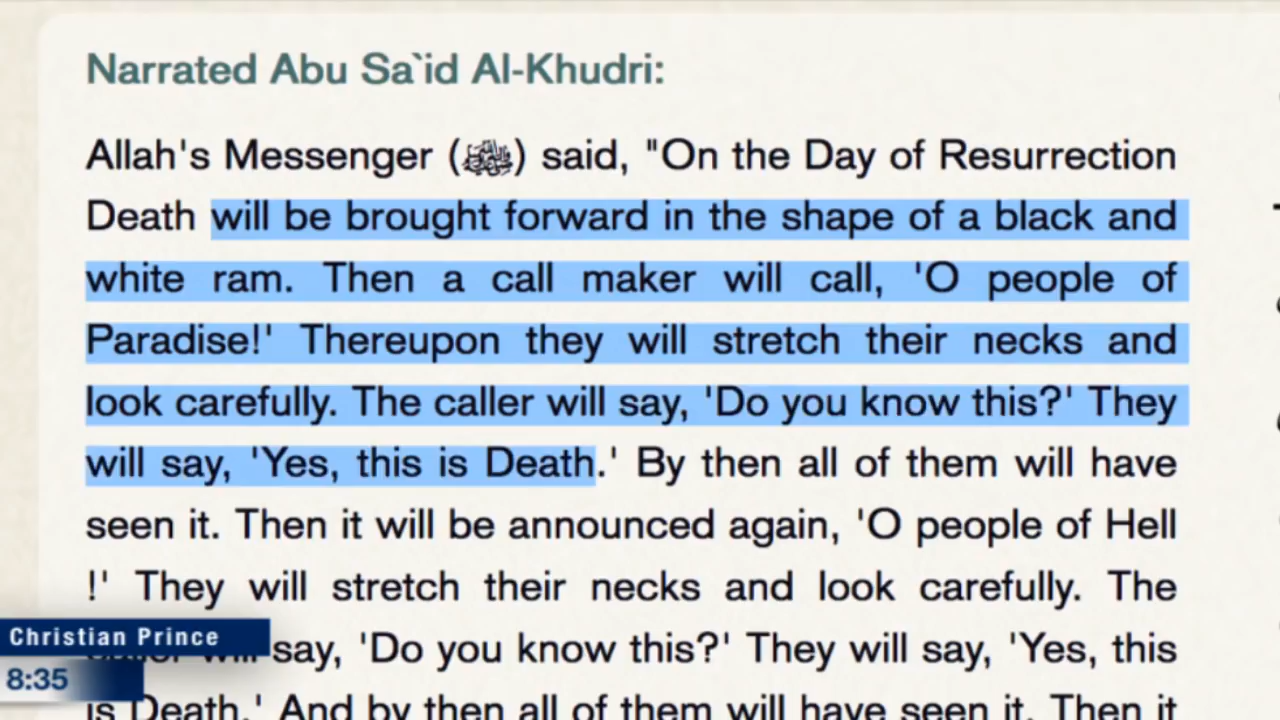 Narrated Abu Sa`id Al-Khudri:
Allah's Messenger (ﷺ) said, "On the Day of Resurrection
Death will be brought forward in the shape of a black and
white ram. Then a call maker will call, 'O people of
Paradise!' Thereupon they will stretch their necks and
look carefully. The caller will say, 'Do you know this?' They
will say, 'Yes, this is Death.' By then all of them will have
seen it. Then it will be announced again, 'O people of Hell
!' They will stretch their necks and look carefully. The
caller will say, 'Do you know this?' They will say, 'Yes, this
is Death.' And by then all of them will have seen it. Then it
Christian Prince
8:35